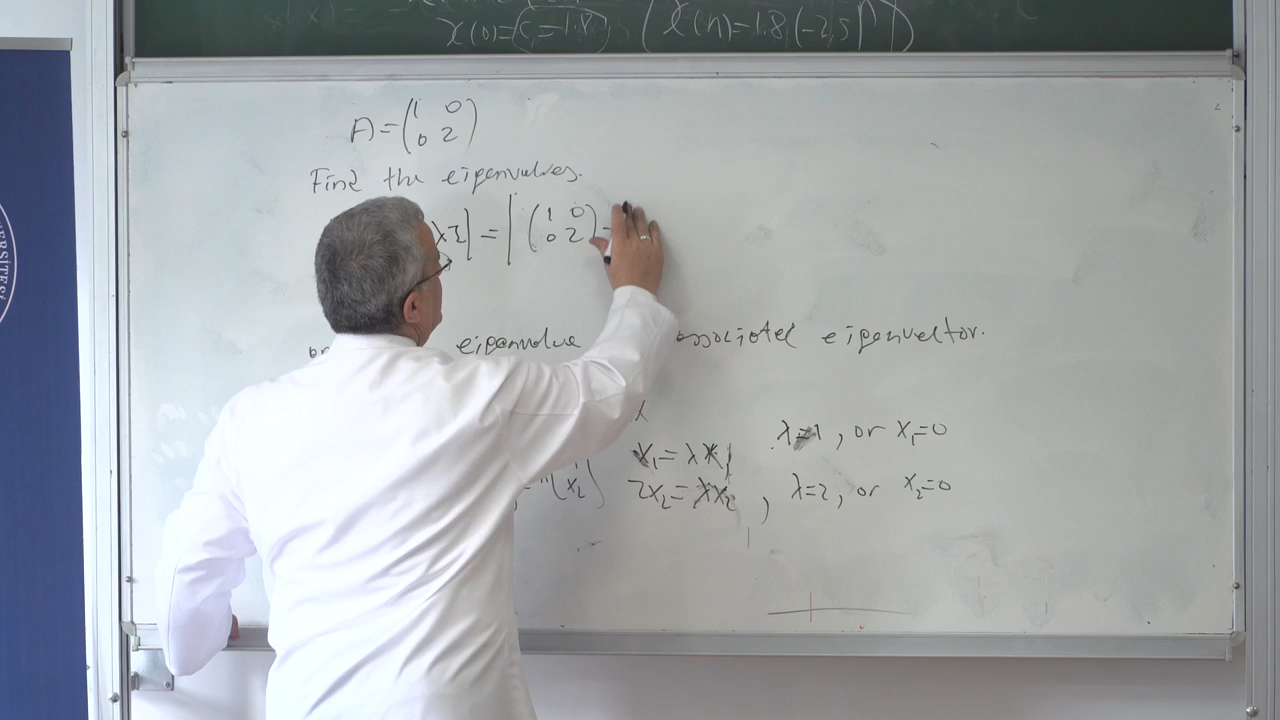 x(0)=C=1.8, (x(n)=1.8(-2,5)ⁿ)
A=(1 0
0 2)
Find the eigenvalues.
λI| = | (1 0
0 2) -
eigenvalue associated eigenvector.
x₁=λx₁ λ=1, or x₁=0
x₂) 2x₂=λx₂, λ=2, or x₂=0